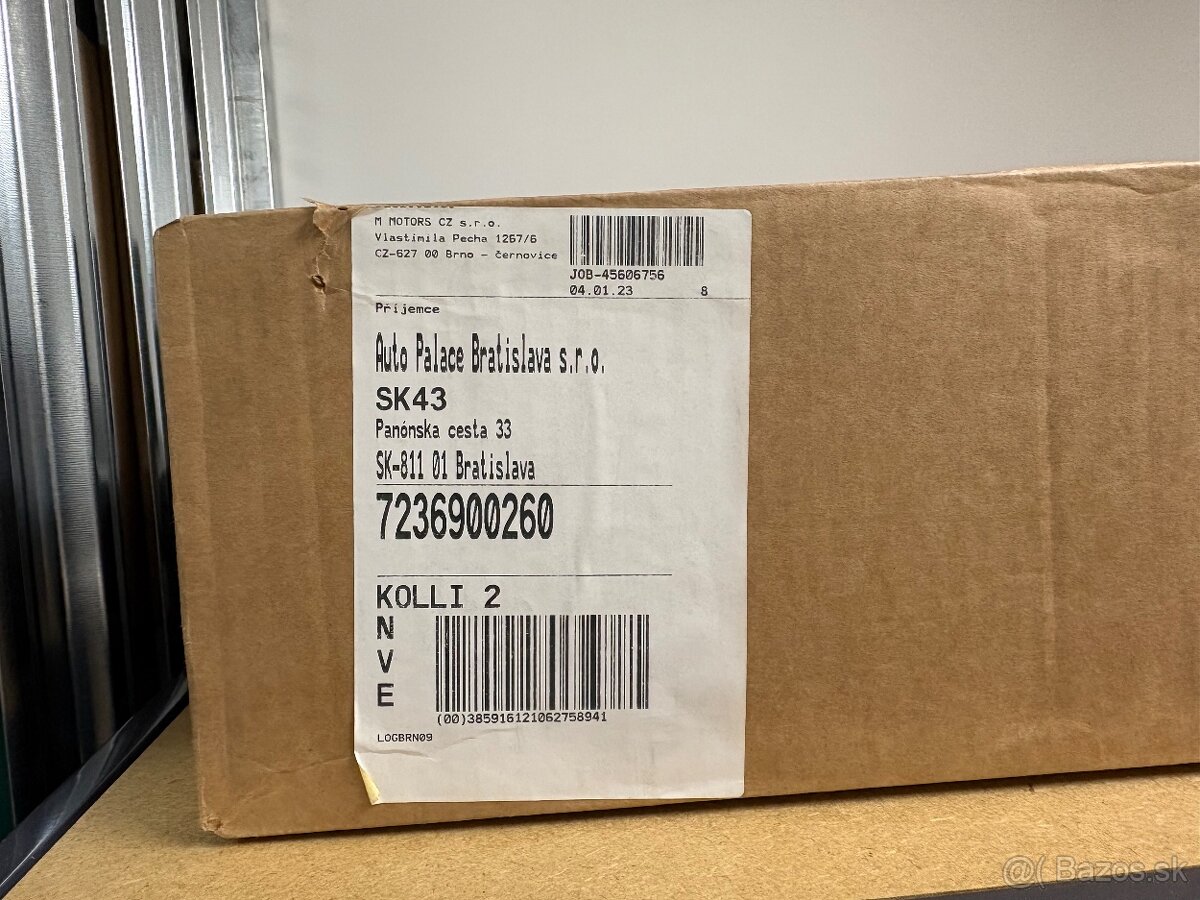 M MOTORS CZ s.r.o.
Vlastimila Pecha 1267/6
CZ-627 00 Brno - černovice
JOB-45606756
04.01.23 8
Příjemce
Auto Palace Bratislava s.r.o.
SK43
Panónska cesta 33
SK-811 01 Bratislava
7236900260
KOLLI 2
N
V
E
(00)385916121062758941
LOGBRN09
@( Bazos.sk